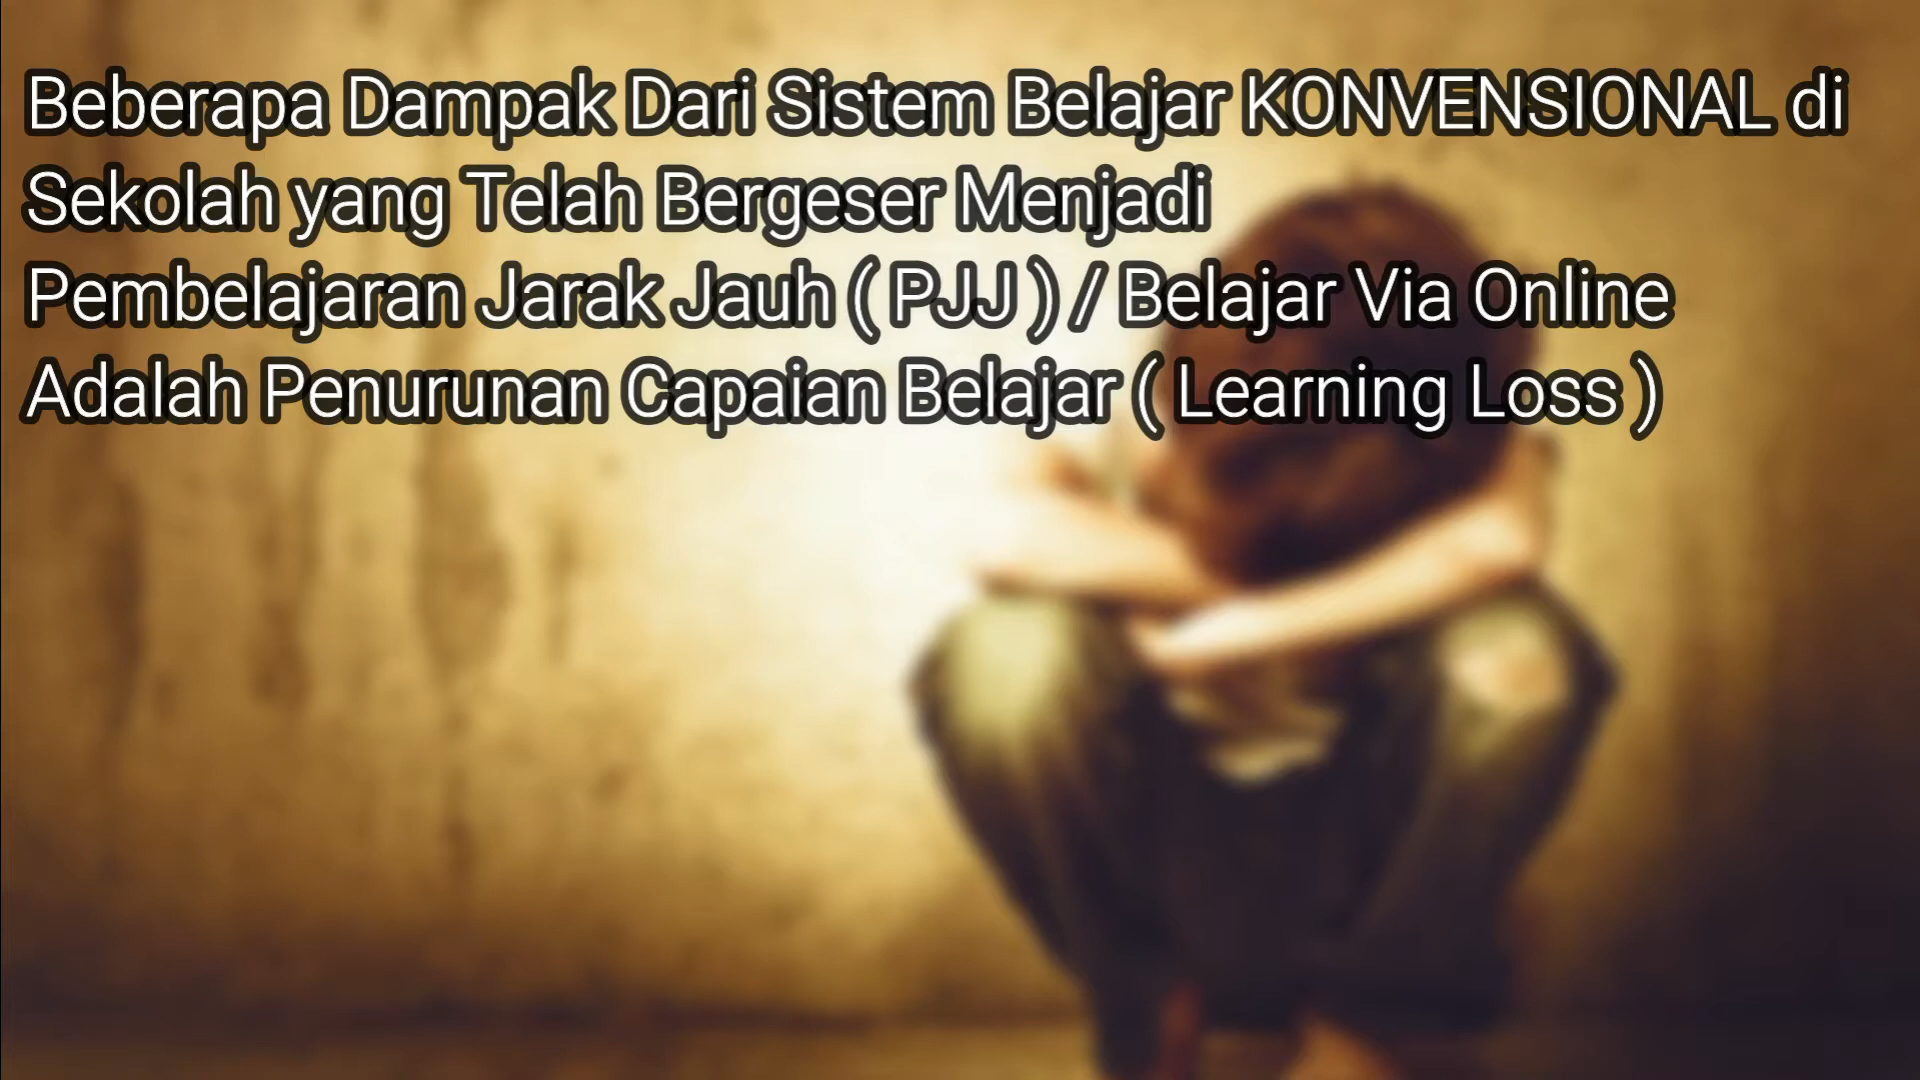 Beberapa Dampak Dari Sistem Belajar KONVENSIONAL di
Sekolah yang Telah Bergeser Menjadi
Pembelajaran Jarak Jauh ( PJJ ) / Belajar Via Online
Adalah Penurunan Capaian Belajar ( Learning Loss )